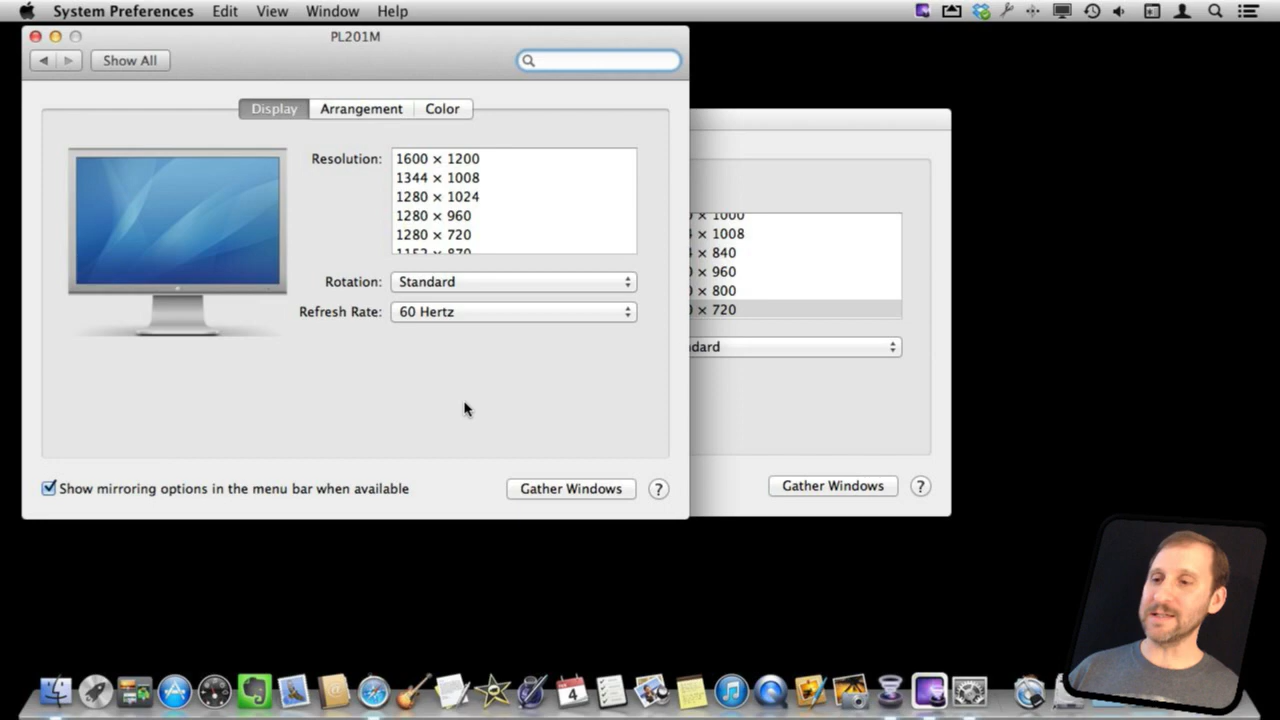 System Preferences Edit View Window Help
PL201M
Show All
Display Arrangement Color
Resolution: 1600 × 1200
1344 × 1008
1280 × 1024
1280 × 960
1280 × 720
1152 × 870
Rotation: Standard
Refresh Rate: 60 Hertz
Show mirroring options in the menu bar when available
Gather Windows ?
× 1008
× 840
× 960
× 800
× 720
dard
Gather Windows ?
4